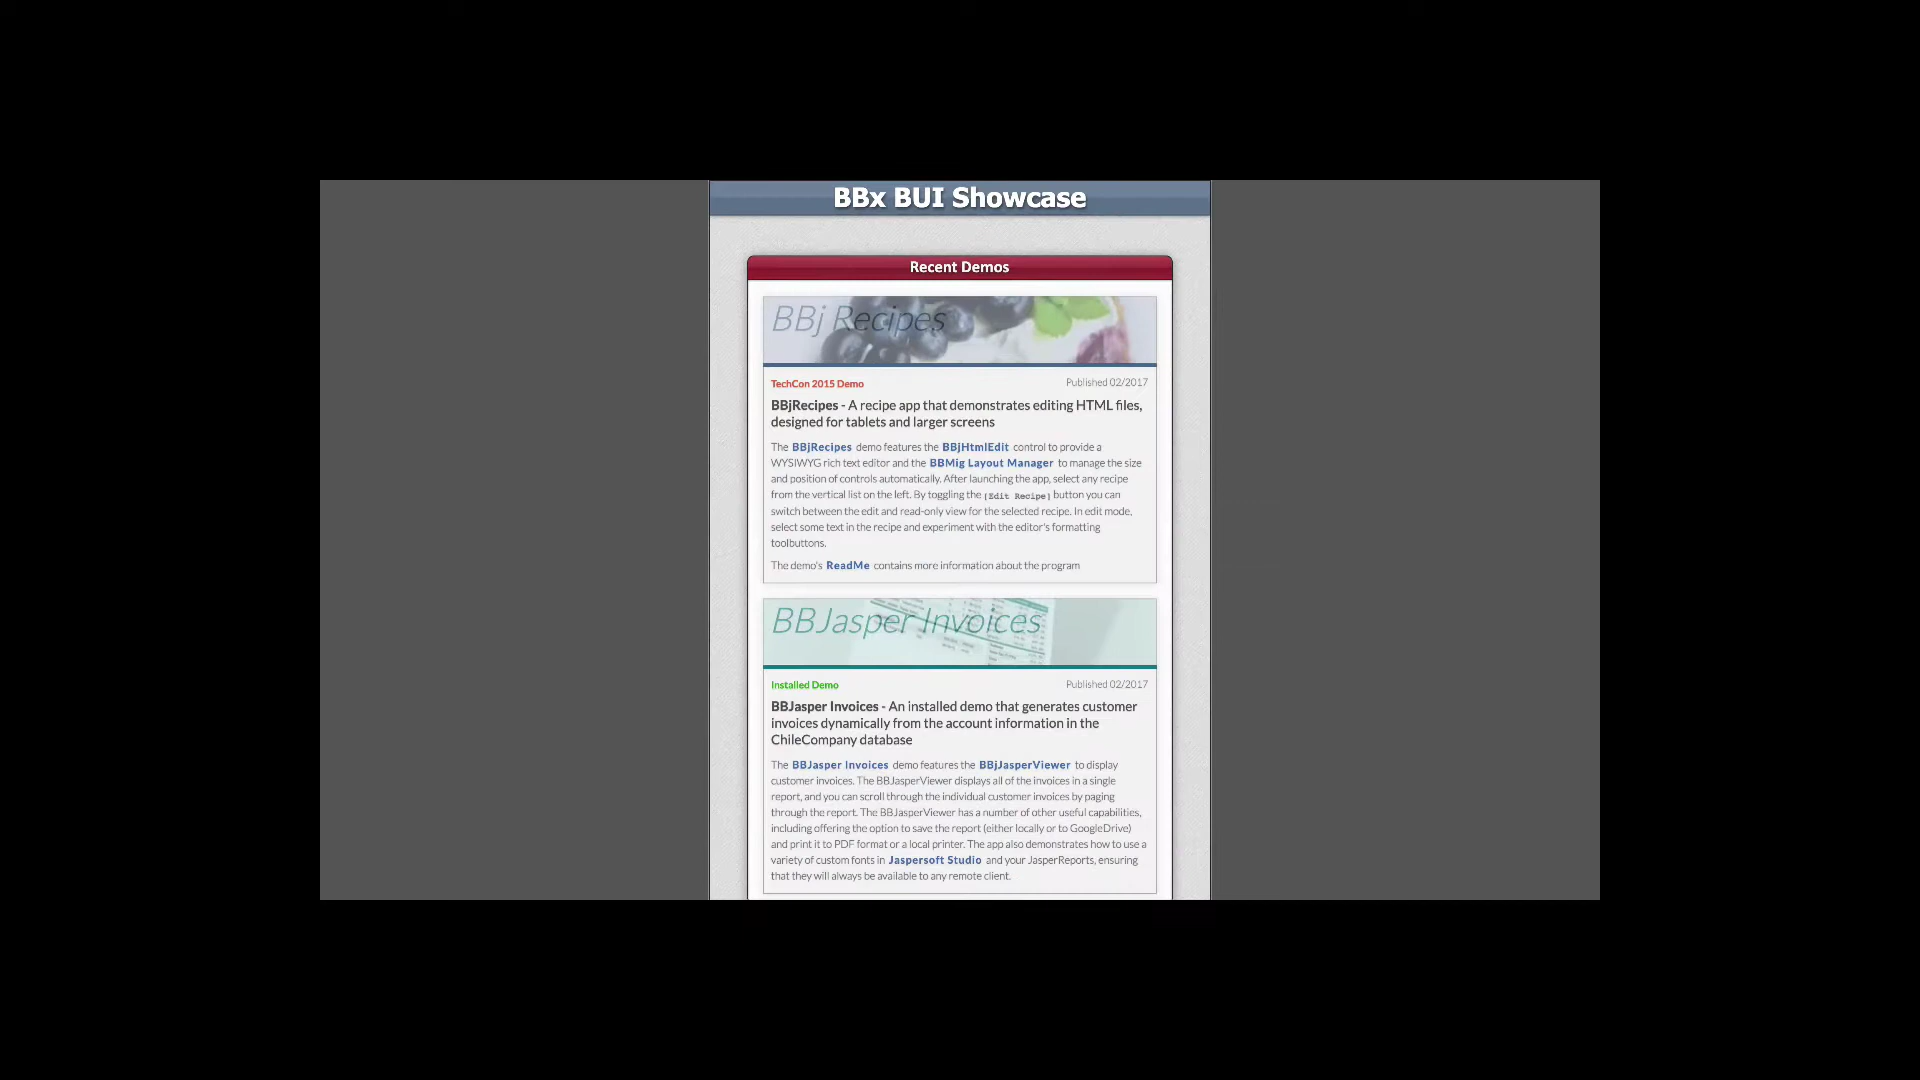 BBx BUI Showcase
Recent Demos
BBj Recipes
TechCon 2015 Demo
Published 02/2017
BBjRecipes - A recipe app that demonstrates editing HTML files,
designed for tablets and larger screens
The BBjRecipes demo features the BBjHtmlEdit control to provide a
WYSIWYG rich text editor and the BBMig Layout Manager to manage the size
and position of controls automatically. After launching the app, select any recipe
from the vertical list on the left. By toggling the [Edit Recipe] button you can
switch between the edit and read-only view for the selected recipe. In edit mode,
select some text in the recipe and experiment with the editor's formatting
toolbuttons.
The demo's ReadMe contains more information about the program
BBJasper Invoices
Installed Demo
Published 02/2017
BBJasper Invoices - An installed demo that generates customer
invoices dynamically from the account information in the
ChileCompany database
The BBJasper Invoices demo features the BBjJasperViewer to display
customer invoices. The BBJasperViewer displays all of the invoices in a single
report, and you can scroll through the individual customer invoices by paging
through the report. The BBJasperViewer has a number of other useful capabilities,
including offering the option to save the report (either locally or to GoogleDrive)
and print it to PDF format or a local printer. The app also demonstrates how to use a
variety of custom fonts in Jaspersoft Studio and your JasperReports, ensuring
that they will always be available to any remote client.